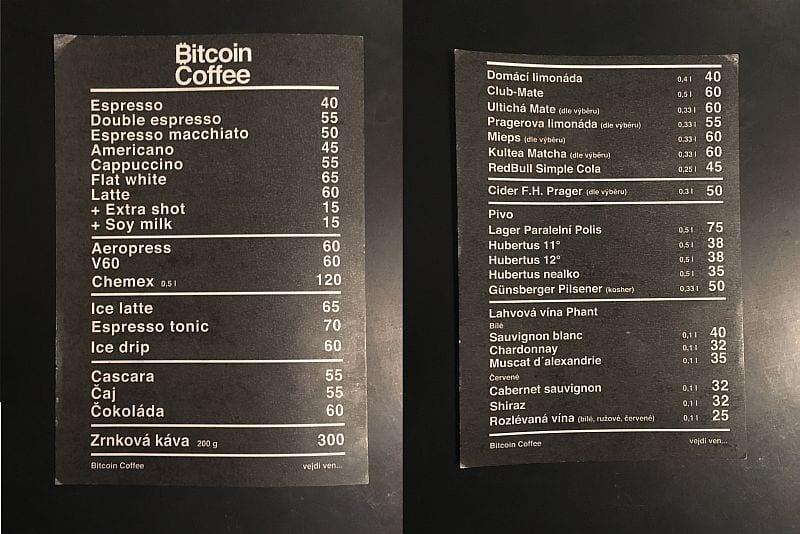 Bitcoin
Coffee
Espresso 40
Double espresso 55
Espresso macchiato 50
Americano 45
Cappuccino 55
Flat white 65
Latte 60
+ Extra shot 15
+ Soy milk 15
Aeropress 60
V60 60
Chemex 0,5 l 120
Ice latte 65
Espresso tonic 70
Ice drip 60
Cascara 55
Čaj 55
Čokoláda 60
Zrnková káva 200 g 300
Bitcoin Coffee vejdi ven...
Domácí limonáda 0,4 l 40
Club-Mate 0,5 l 60
Ultichá Mate (dle výběru) 0,33 l 60
Pragerova limonáda (dle výběru) 0,33 l 55
Mieps (dle výběru) 0,33 l 60
Kultea Matcha (dle výběru) 0,33 l 60
RedBull Simple Cola 0,25 l 45
Cider F.H. Prager (dle výběru) 0,3 l 50
Pivo
Lager Paralelní Polis 0,5 l 75
Hubertus 11° 0,5 l 38
Hubertus 12° 0,5 l 38
Hubertus nealko 0,5 l 35
Günsberger Pilsener (kosher) 0,33 l 50
Lahvová vína Phant
Bílé
Sauvignon blanc 0,1 l 40
Chardonnay 0,1 l 32
Muscat d´alexandrie 0,1 l 35
Červené
Cabernet sauvignon 0,1 l 32
Shiraz 0,1 l 32
Rozlévaná vína (bílé, ružové, červené) 0,1 l 25
Bitcoin Coffee vejdi ven...